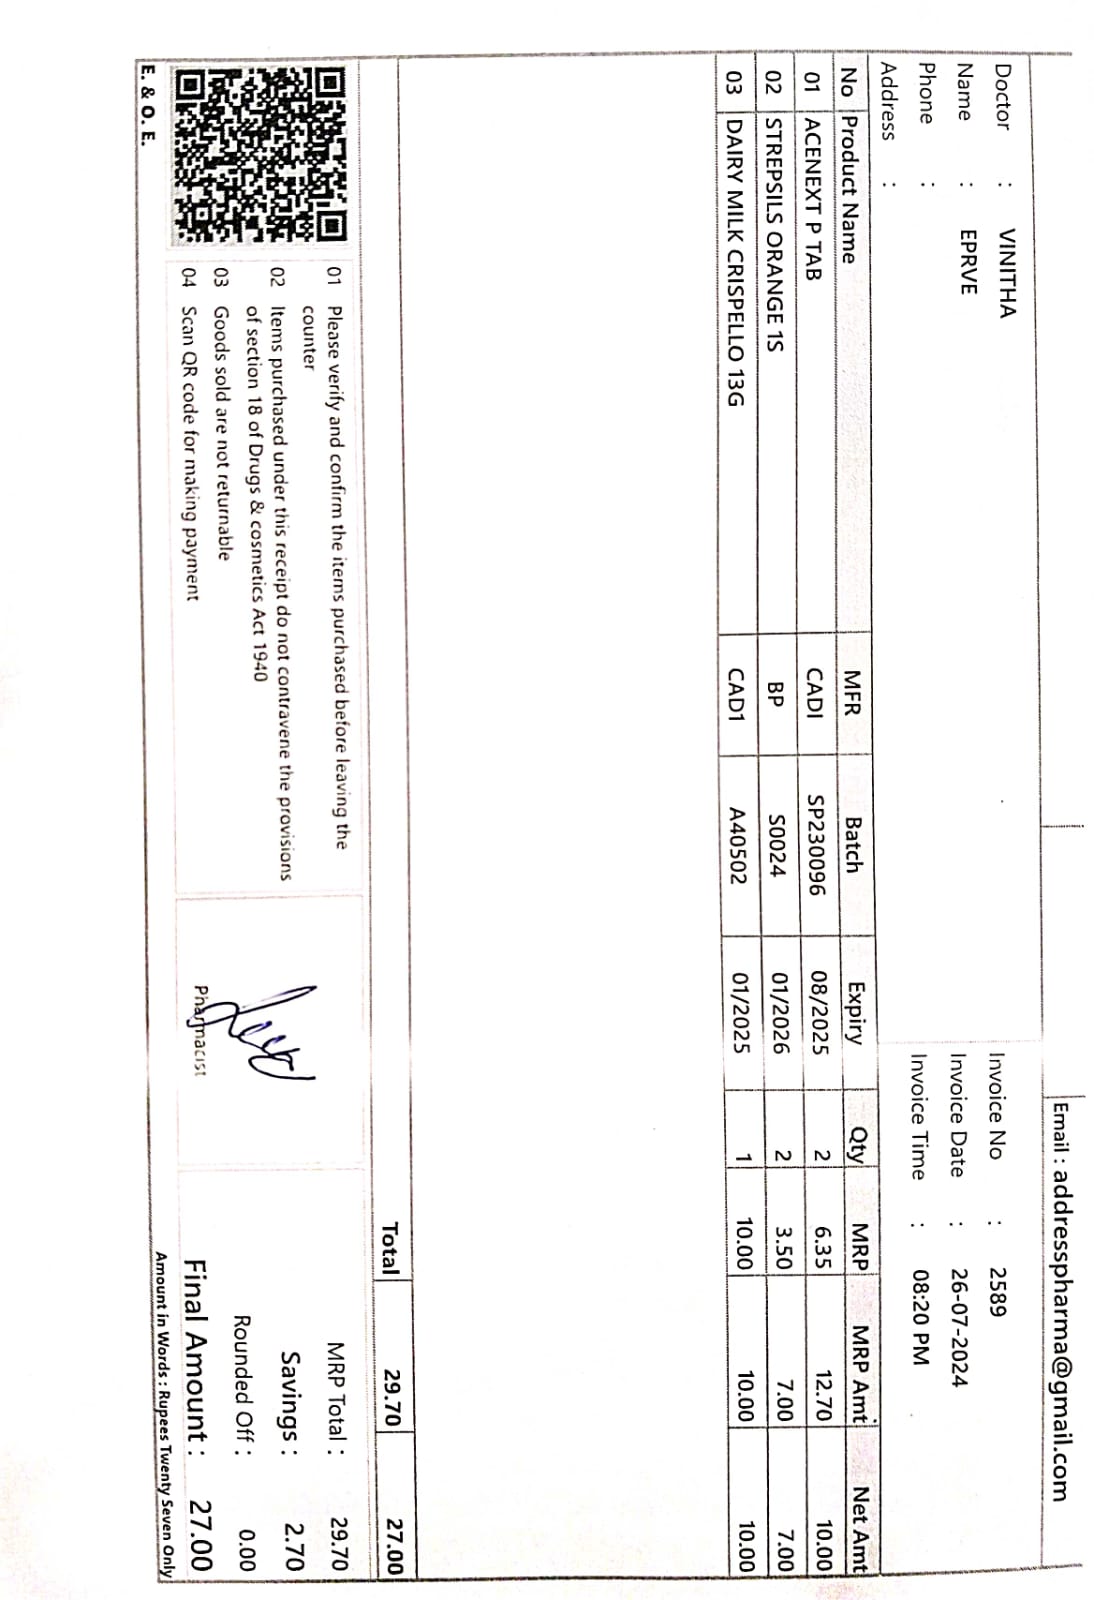 Email : addresspharma@gmail.com
Doctor : VINITHA
Name : EPRVE
Phone :
Address :
Invoice No : 2589
Invoice Date : 26-07-2024
Invoice Time : 08:20 PM
No Product Name MFR Batch Expiry Qty MRP MRP Amt Net Amt
01 ACENEXT P TAB CADI SP230096 08/2025 2 6.35 12.70 10.00
02 STREPSILS ORANGE 1S BP S0024 01/2026 2 3.50 7.00 7.00
03 DAIRY MILK CRISPELLO 13G CAD1 A40502 01/2025 1 10.00 10.00 10.00
Total 29.70 27.00
01 Please verify and confirm the items purchased before leaving the
counter
02 Items purchased under this receipt do not contravene the provisions
of section 18 of Drugs & cosmetics Act 1940
03 Goods sold are not returnable
04 Scan QR code for making payment
Pharmacist
MRP Total : 29.70
Savings : 2.70
Rounded Off : 0.00
Final Amount : 27.00
Amount in Words : Rupees Twenty Seven Only
E. & O. E.